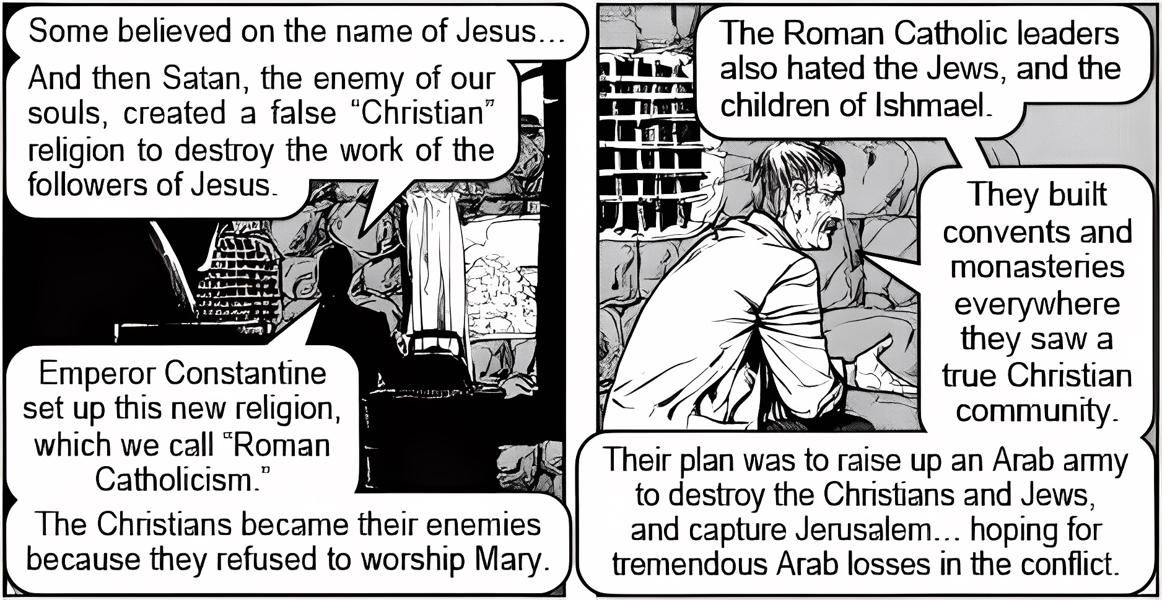 Some believed on the name of Jesus...
And then Satan, the enemy of our
souls, created a false “Christian”
religion to destroy the work of the
followers of Jesus.
Emperor Constantine
set up this new religion,
which we call “Roman
Catholicism.”
The Christians became their enemies
because they refused to worship Mary.
The Roman Catholic leaders
also hated the Jews, and the
children of Ishmael.
They built
convents and
monasteries
everywhere
they saw a
true Christian
community.
Their plan was to raise up an Arab army
to destroy the Christians and Jews,
and capture Jerusalem... hoping for
tremendous Arab losses in the conflict.